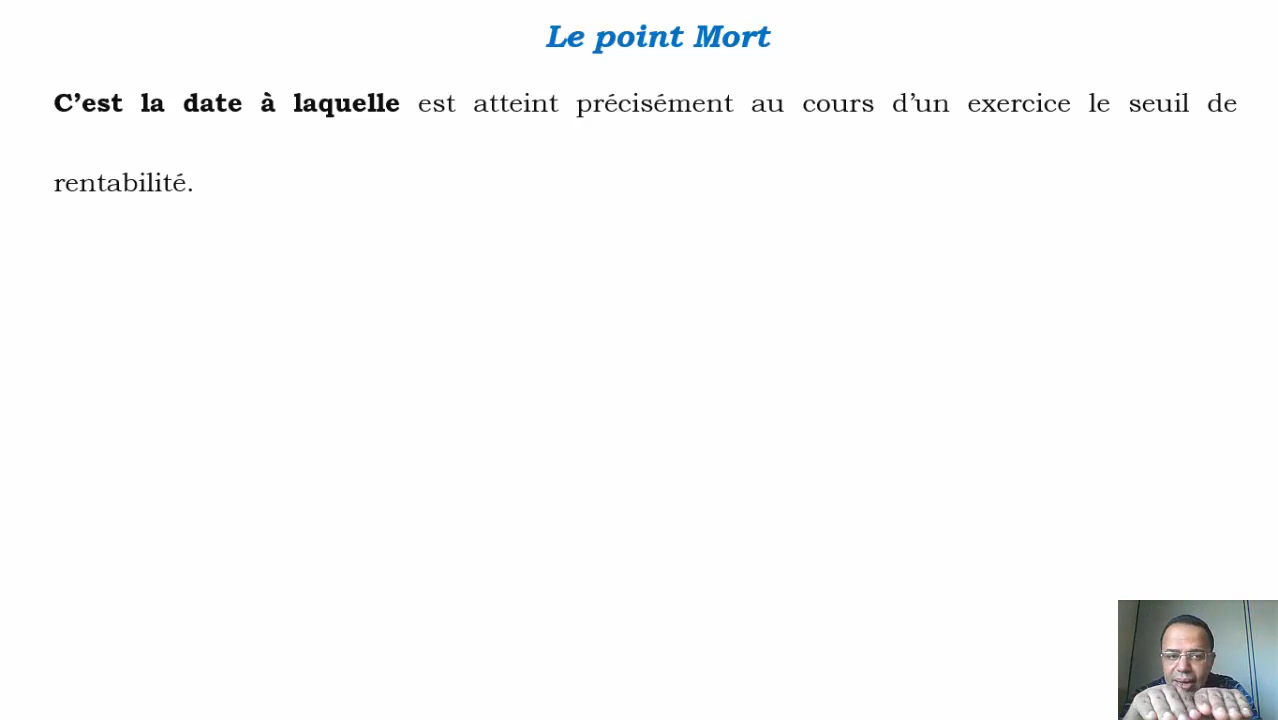 Le point Mort
C’est la date à laquelle est atteint précisément au cours d’un exercice le seuil de
rentabilité.